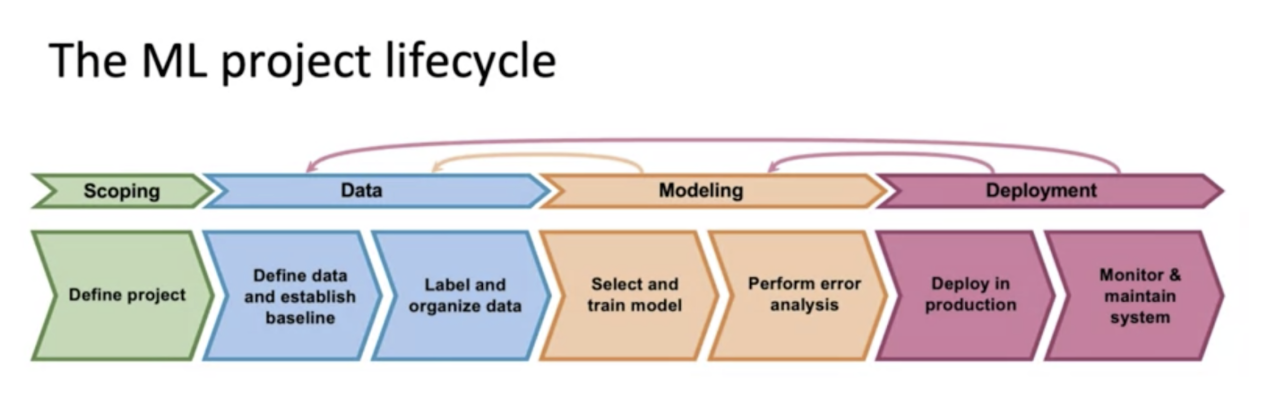 The ML project lifecycle
Scoping
Data
Modeling
Deployment
Define project
Define data
and establish
baseline
Label and
organize data
Select and
train model
Perform error
analysis
Deploy in
production
Monitor &
maintain
system